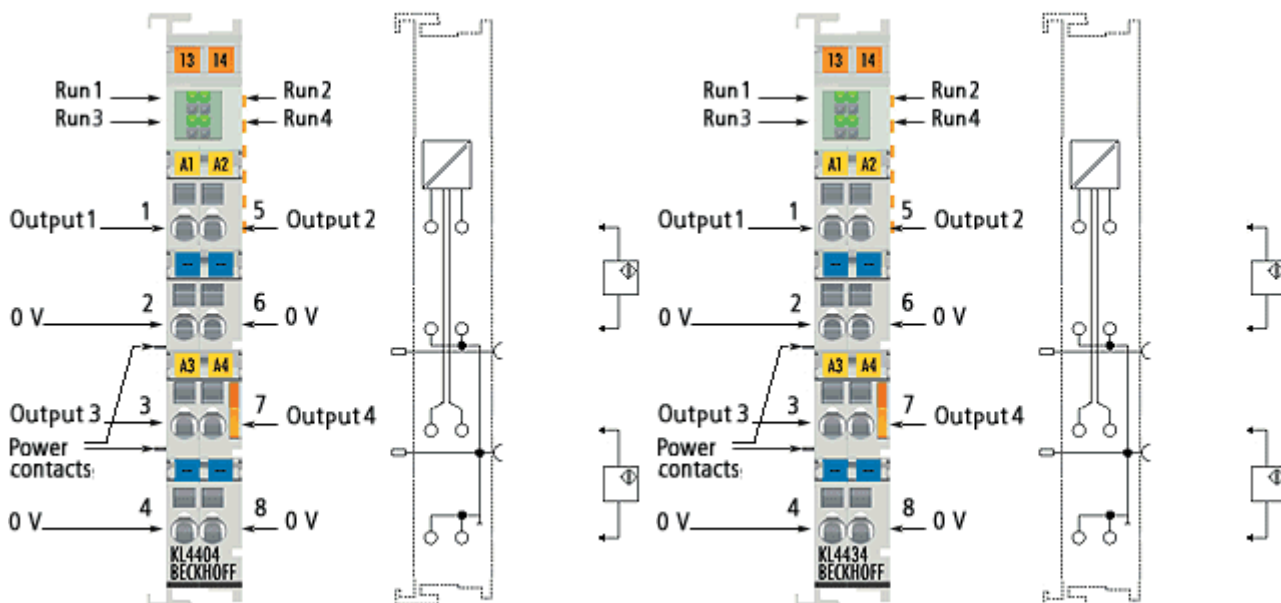 13 14
Run 1
Run 2
Run 3
Run 4
A1 A2
Output 1
1
5
Output 2
-- --
0 V
2
6
0 V
A3 A4
Output 3
3
7
Output 4
Power
contacts:
-- --
0 V
4
8
0 V
KL4404
BECKHOFF
13 14
Run 1
Run 2
Run 3
Run 4
A1 A2
Output 1
1
5
Output 2
-- --
0 V
2
6
0 V
A3 A4
Output 3
3
7
Output 4
Power
contacts:
-- --
0 V
4
8
0 V
KL4434
BECKHOFF